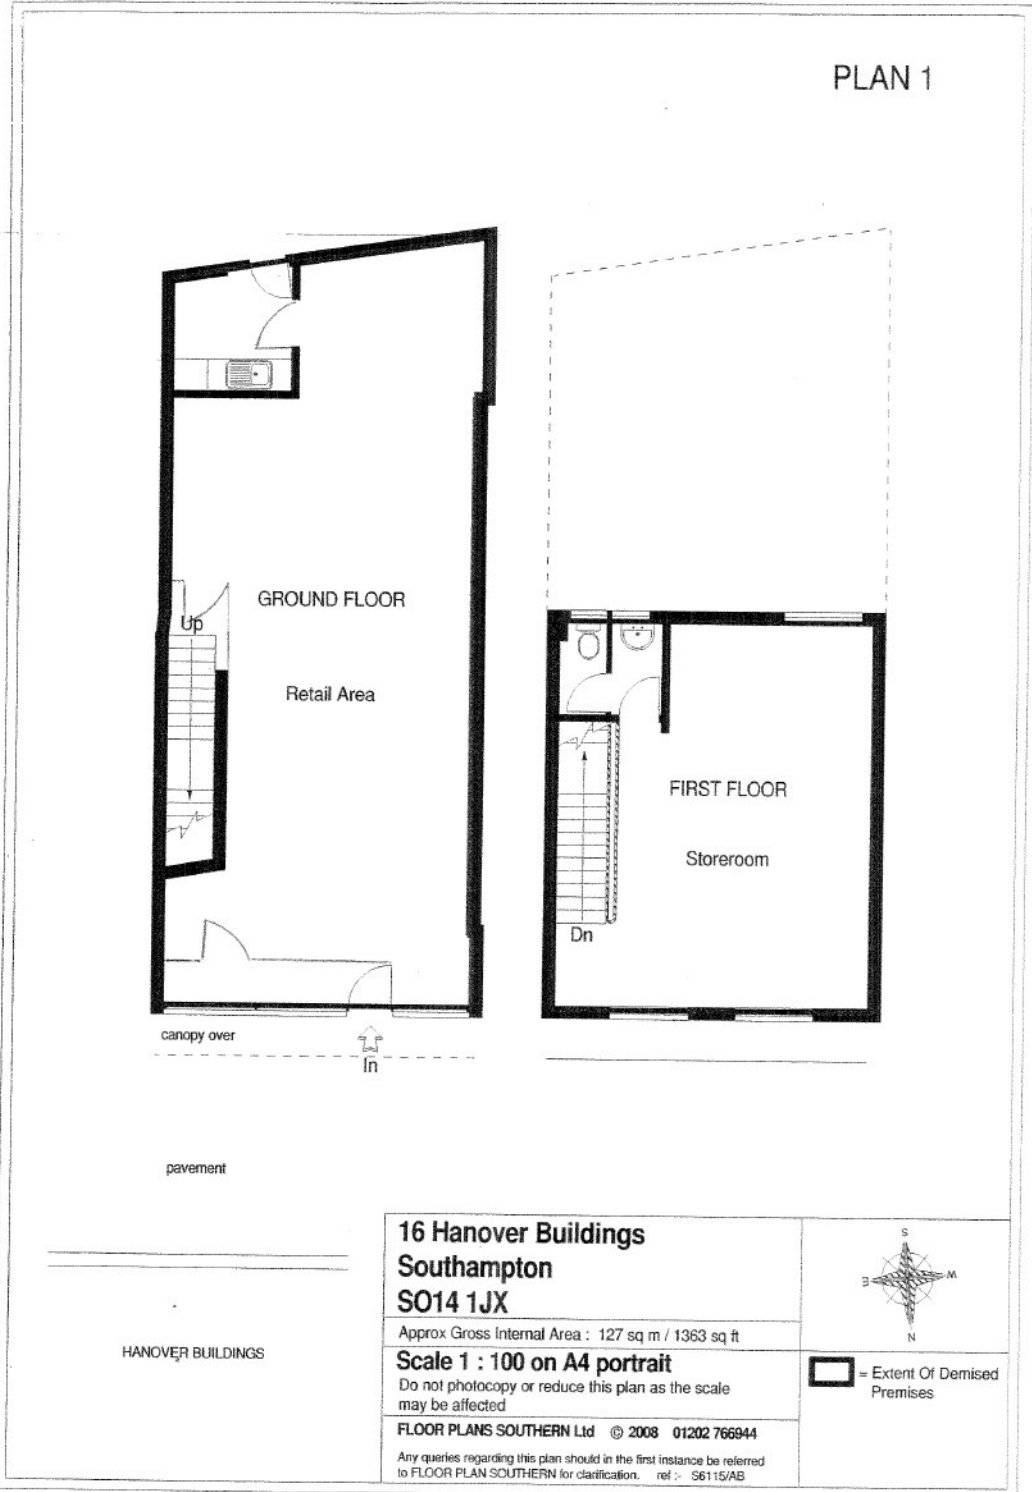 PLAN 1
GROUND FLOOR
Up
Retail Area
FIRST FLOOR
Storeroom
Dn
canopy over
In
pavement
HANOVER BUILDINGS
16 Hanover Buildings
Southampton
SO14 1JX
Approx Gross Internal Area : 127 sq m / 1363 sq ft
Scale 1 : 100 on A4 portrait
Do not photocopy or reduce this plan as the scale
may be affected
FLOOR PLANS SOUTHERN Ltd © 2008 01202 766944
Any queries regarding this plan should in the first instance be referred
to FLOOR PLAN SOUTHERN for clarification. ref :- S6115/AB
S
E W
N
= Extent Of Demised
Premises